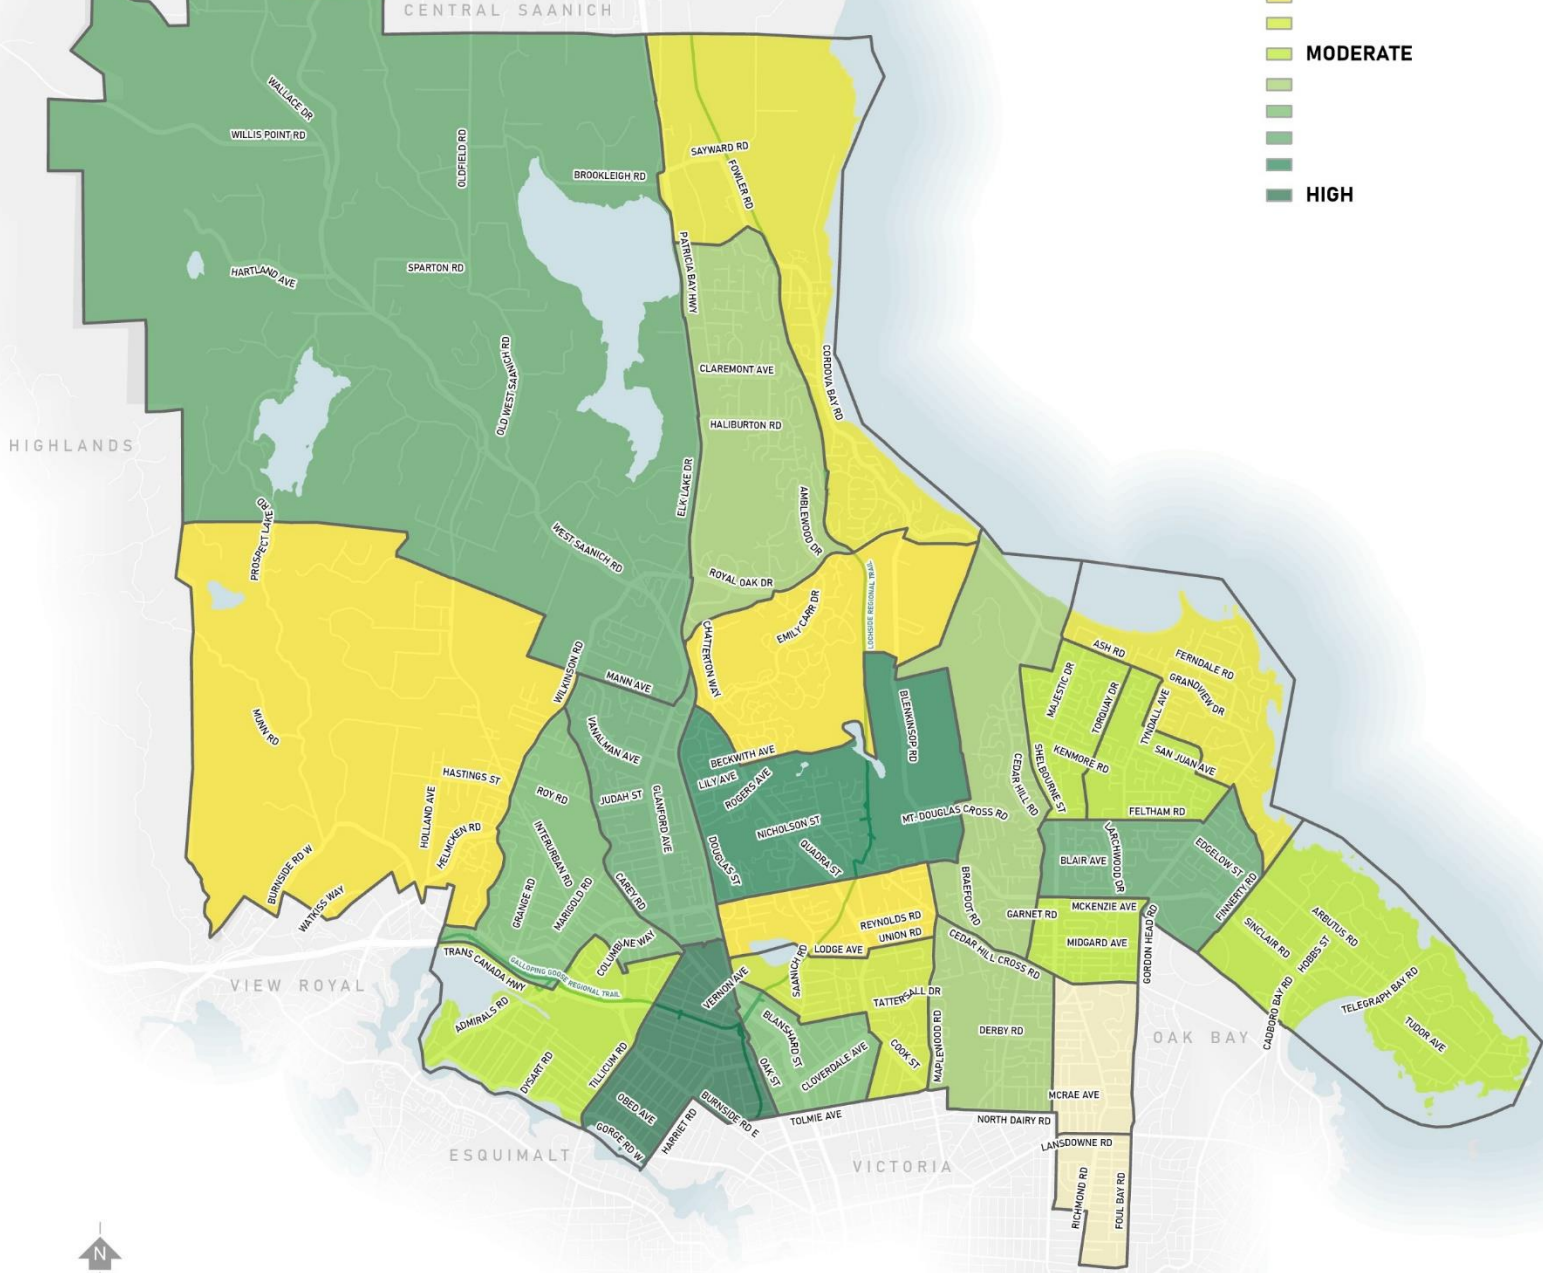 CENTRAL SAANICH
MODERATE
HIGH
WALLACE DR
WILLIS POINT RD
OLDFIELD RD
SAYWARD RD
FOWLER RD
BROOKLEIGH RD
HARTLAND AVE
SPARTON RD
PATRICIA BAY HWY
OLD WEST SAANICH RD
CLAREMONT AVE
CORDOVA BAY RD
HALIBURTON RD
HIGHLANDS
ELK LAKE DR
AMBLEWOOD DR
PROSPECT LAKE RD
WEST SAANICH RD
ROYAL OAK DR
LOCHSIDE REGIONAL TRAIL
EMILY CARR DR
CHATTERTON WAY
ASH RD
FERNDALE RD
GRANDVIEW DR
WILKINSON RD
MANN AVE
MAJESTIC DR
TORQUAY DR
TYNDALL AVE
MUNN RD
VANALMAN AVE
BLENKINSOP RD
BECKWITH AVE
KENMORE RD
SAN JUAN AVE
HASTINGS ST
LILY AVE
ROGERS AVE
CEDAR HILL RD
SHELBOURNE ST
ROY RD
JUDAH ST
HOLLAND AVE
HELMCKEN RD
GLANFORD AVE
NICHOLSON ST
MT. DOUGLAS CROSS RD
FELTHAM RD
INTERURBAN RD
DOUGLAS ST
QUADRA ST
BLAIR AVE
LARCHWOOD DR
EDGELOW ST
BURNSIDE RD W
WATKISS WAY
GRANGE RD
MARIGOLD RD
CAREY RD
BRAEFOOT RD
FINNERTY RD
REYNOLDS RD
UNION RD
GARNET RD
MCKENZIE AVE
GORDON HEAD RD
SINCLAIR RD
ARBUTUS RD
HOBBS ST
COLUMBINE WAY
LODGE AVE
CEDAR HILL CROSS RD
MIDGARD AVE
TRANS CANADA HWY
GALLOPING GOOSE REGIONAL TRAIL
VIEW ROYAL
VERNON AVE
SAANICH RD
TATTERSALL DR
TELEGRAPH BAY RD
CADBORO BAY RD
ADMIRALS RD
BLANSHARD ST
DERBY RD
OAK BAY
TUDOR AVE
MAPLEWOOD RD
DYSART RD
TILLICUM RD
OAK ST
CLOVERDALE AVE
COOK ST
OBED AVE
BURNSIDE RD E
MCRAE AVE
TOLMIE AVE
NORTH DAIRY RD
GORGE RD W
HARRIET RD
LANSDOWNE RD
ESQUIMALT
VICTORIA
RICHMOND RD
FOUL BAY RD
N